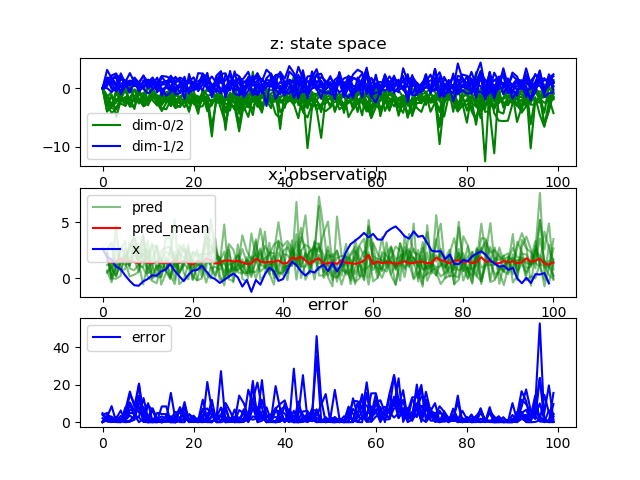 z: state space
0
−10
dim-0/2
dim-1/2
0 20 40 60 80 100
x: observation
5
0
pred
pred_mean
x
0 20 40 60 80 100
error
40
20
0
error
0 20 40 60 80 100